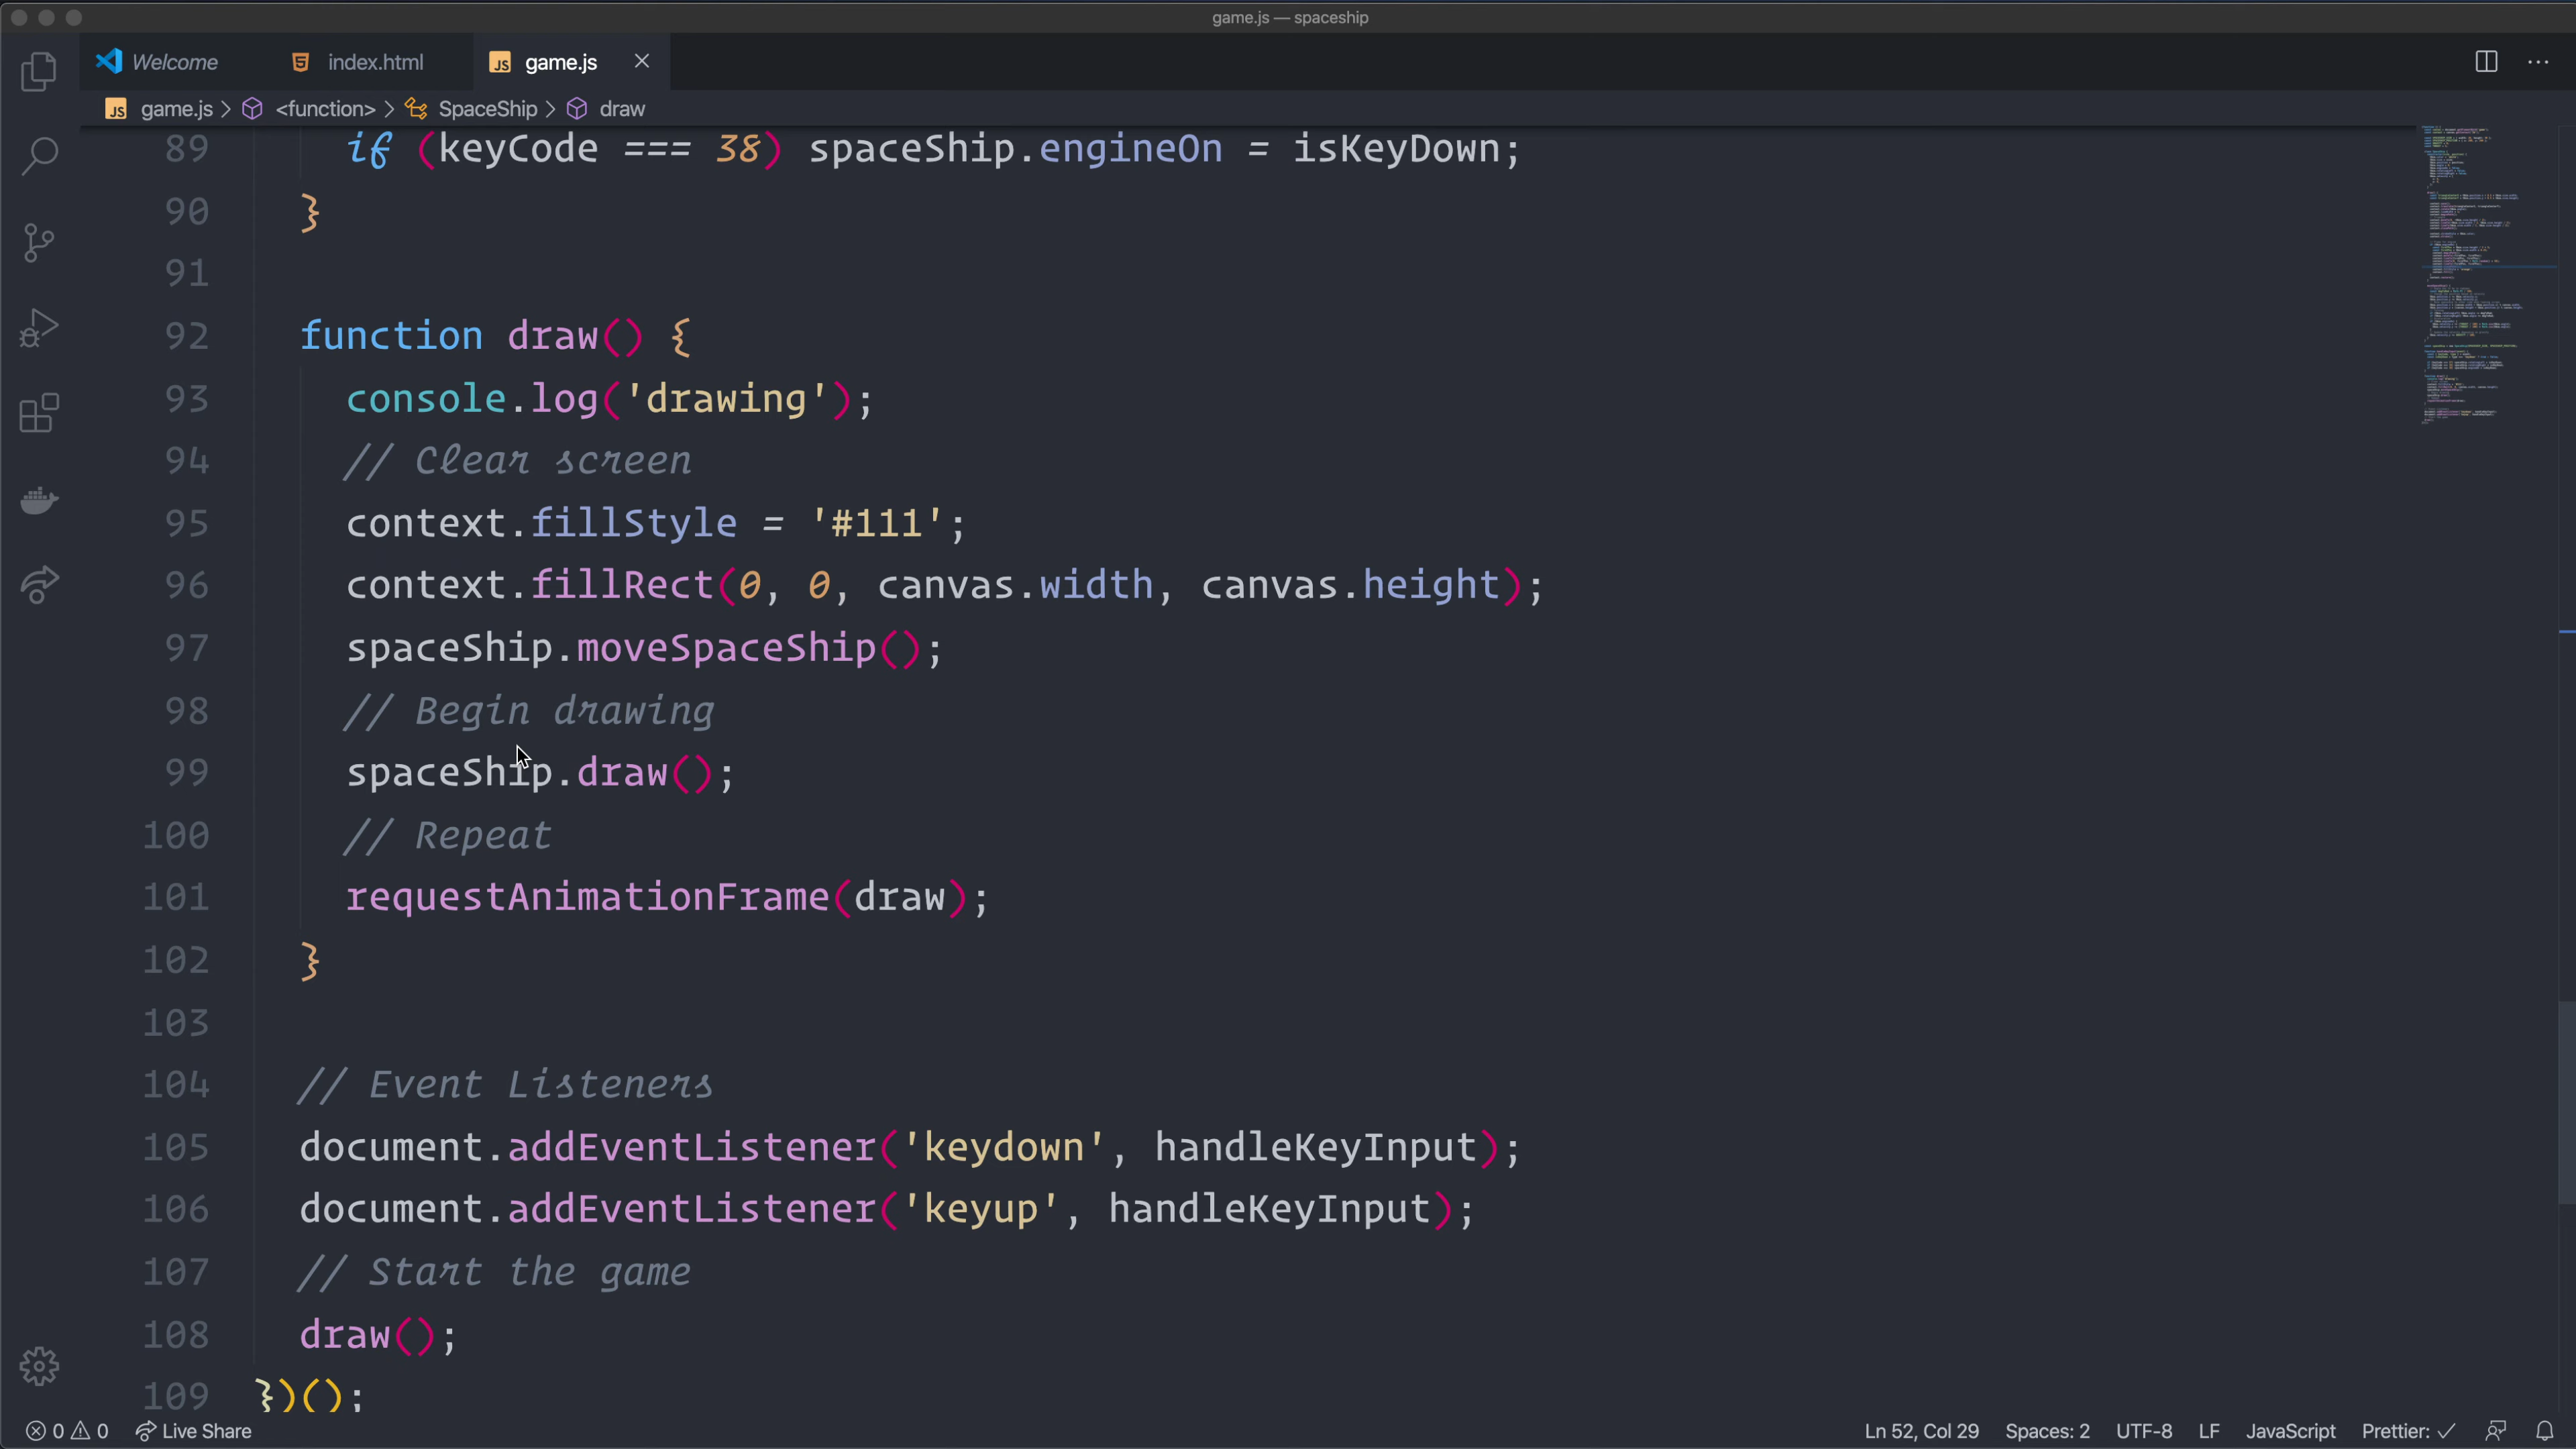 game.js — spaceship
Welcome
index.html
game.js
game.js > <function> > SpaceShip > draw
89 if (keyCode === 38) spaceShip.engineOn = isKeyDown;
90 }
91
92 function draw() {
93 console.log('drawing');
94 // Clear screen
95 context.fillStyle = '#111';
96 context.fillRect(0, 0, canvas.width, canvas.height);
97 spaceShip.moveSpaceShip();
98 // Begin drawing
99 spaceShip.draw();
100 // Repeat
101 requestAnimationFrame(draw);
102 }
103
104 // Event Listeners
105 document.addEventListener('keydown', handleKeyInput);
106 document.addEventListener('keyup', handleKeyInput);
107 // Start the game
108 draw();
109 })();
0 0 Live Share Ln 52, Col 29 Spaces: 2 UTF-8 LF JavaScript Prettier: ✓